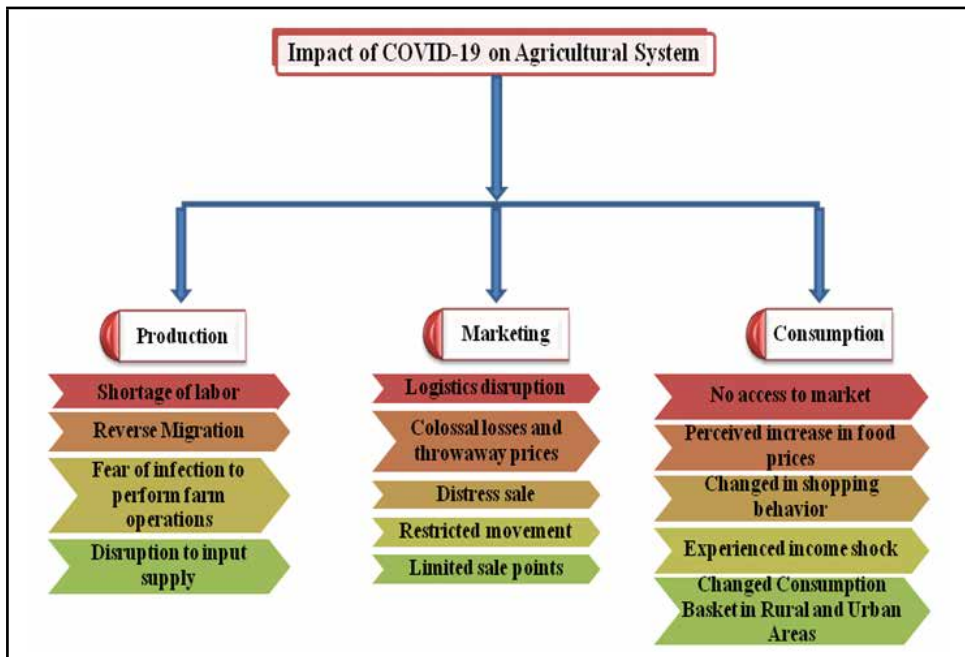 Impact of COVID-19 on Agricultural System
Production
Shortage of labor
Reverse Migration
Fear of infection to
perform farm
operations
Disruption to input
supply
Marketing
Logistics disruption
Colossal losses and
throwaway prices
Distress sale
Restricted movement
Limited sale points
Consumption
No access to market
Perceived increase in food
prices
Changed in shopping
behavior
Experienced income shock
Changed Consumption
Basket in Rural and Urban
Areas